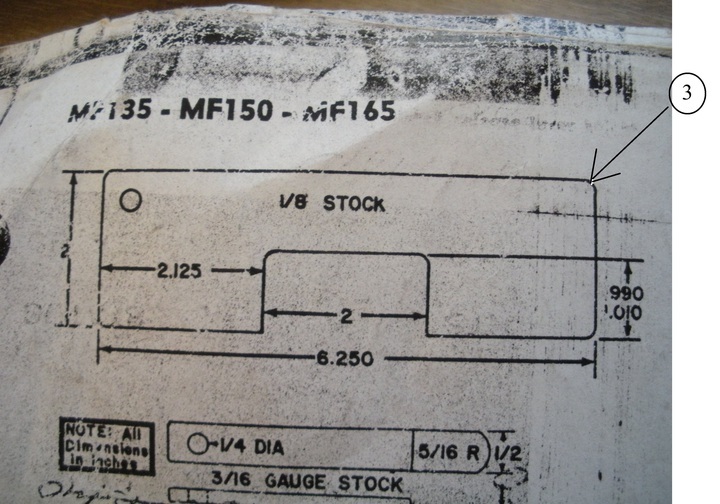 3
MF135 - MF150 - MF165
1/8 STOCK
2
2.125
.990
1.010
2
6.250
NOTE: All
Dimensions
in inches
1/4 DIA
5/16 R
1/2
3/16 GAUGE STOCK